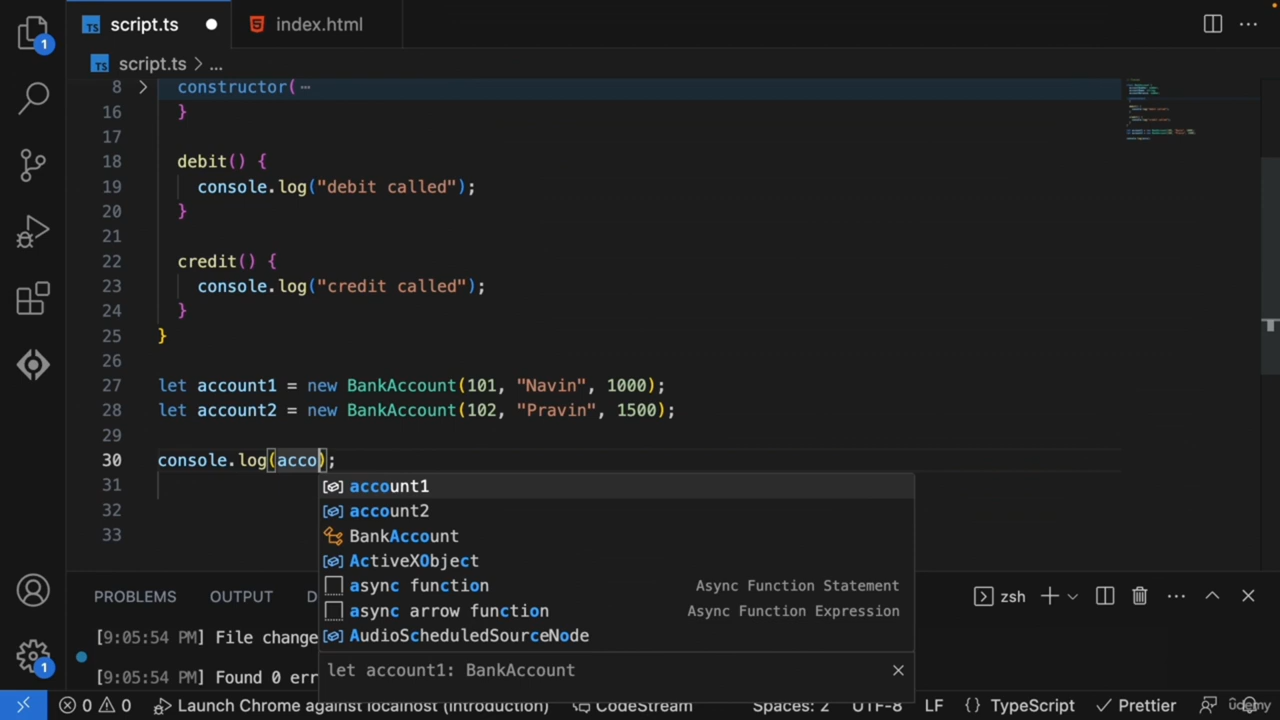 script.ts
index.html
script.ts > ...
8 constructor(
16 }
17
18 debit() {
19 console.log("debit called");
20 }
21
22 credit() {
23 console.log("credit called");
24 }
25 }
26
27 let account1 = new BankAccount(101, "Navin", 1000);
28 let account2 = new BankAccount(102, "Pravin", 1500);
29
30 console.log(acco);
31
32
33
account1
account2
BankAccount
ActiveXObject
async function Async Function Statement
async arrow function Async Function Expression
AudioScheduledSourceNode
let account1: BankAccount
PROBLEMS OUTPUT D
zsh
[9:05:54 PM] File change
[9:05:54 PM] Found 0 err
1
1
0 0 Launch Chrome against localhost (introduction) CodeStream Spaces: 2 UTF-8 LF {} TypeScript Prettier
udemy